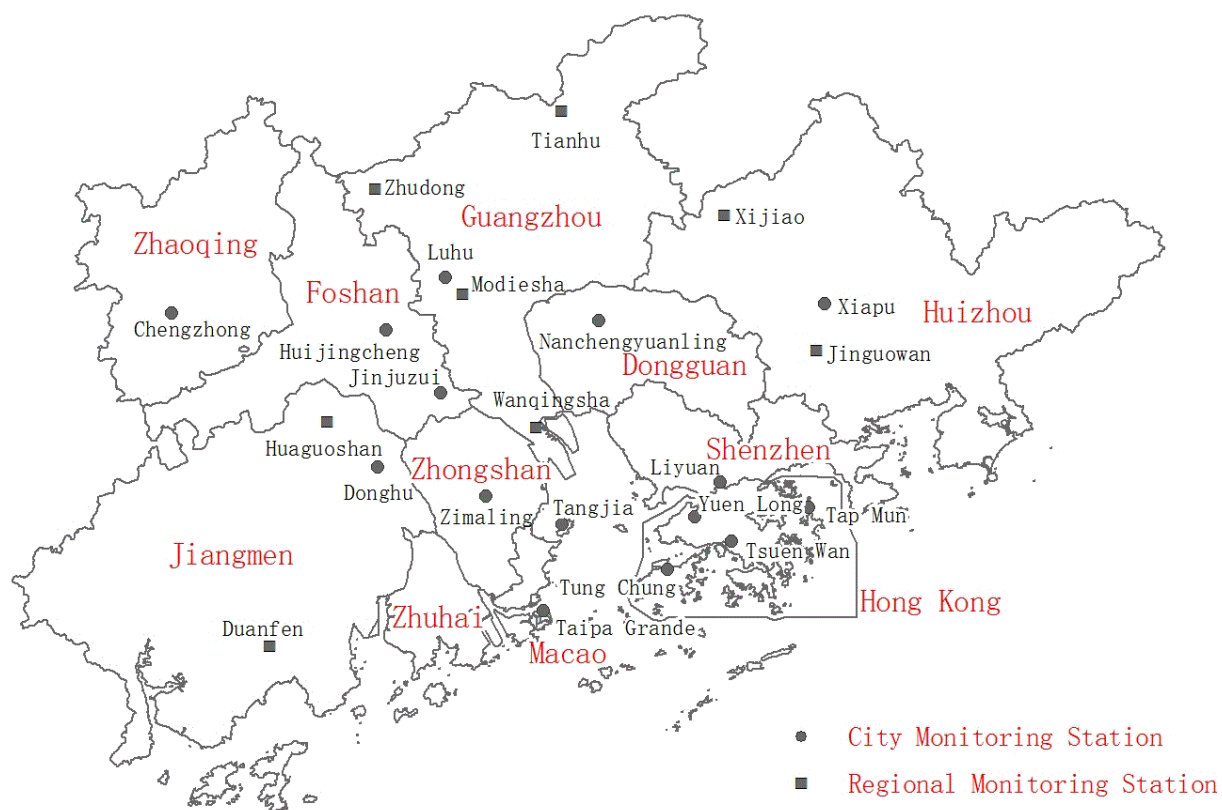 Tianhu
Zhudong
Guangzhou
Xijiao
Zhaoqing
Luhu
Modiesha
Foshan
Xiapu
Huizhou
Chengzhong
Huijingcheng
Nanchengyuanling
Jinguowan
Dongguan
Jinjuzui
Wanqingsha
Huaguoshan
Shenzhen
Zhongshan
Liyuan
Donghu
Zimaling
Tangjia
Yuen Long
Tap Mun
Jiangmen
Tsuen Wan
Tung Chung
Hong Kong
Zhuhai
Duanfen
Taipa Grande
Macao
City Monitoring Station
Regional Monitoring Station